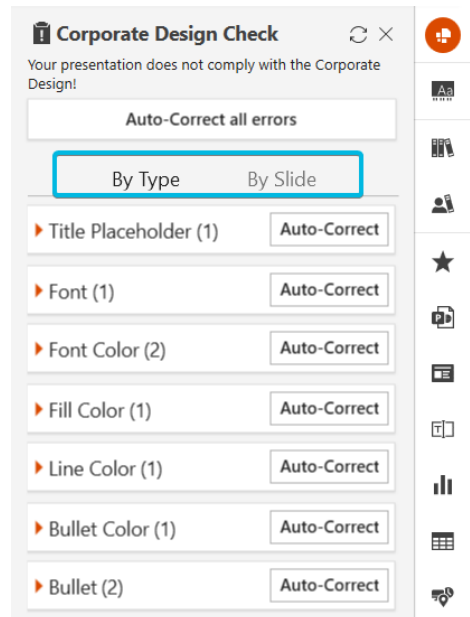 Corporate Design Check
Your presentation does not comply with the Corporate
Design!
Auto-Correct all errors
By Type By Slide
Title Placeholder (1) Auto-Correct
Font (1) Auto-Correct
Font Color (2) Auto-Correct
Fill Color (1) Auto-Correct
Line Color (1) Auto-Correct
Bullet Color (1) Auto-Correct
Bullet (2) Auto-Correct
Aa
P
T